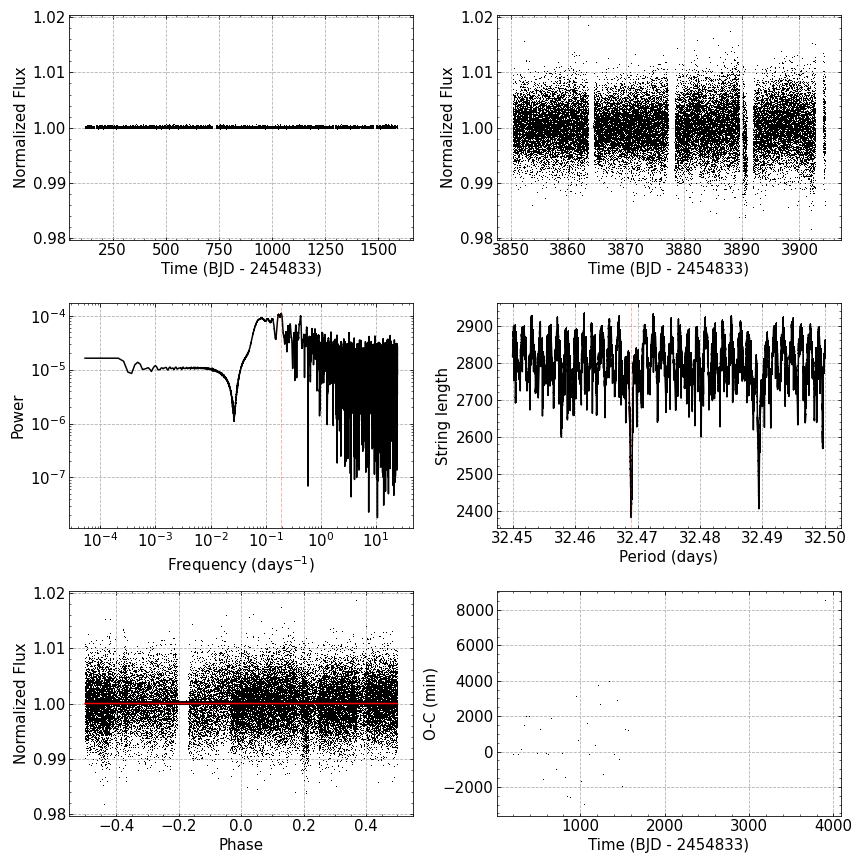 1.02
1.01
1.00
0.99
0.98
Normalized Flux
250 500 750 1000 1250 1500
Time (BJD - 2454833)
1.02
1.01
1.00
0.99
0.98
Normalized Flux
3850 3860 3870 3880 3890 3900
Time (BJD - 2454833)
10⁻⁴
10⁻⁵
10⁻⁶
10⁻⁷
Power
10⁻⁴ 10⁻³ 10⁻² 10⁻¹ 10⁰ 10¹
Frequency (days⁻¹)
2900
2800
2700
2600
2500
2400
String length
32.45 32.46 32.47 32.48 32.49 32.50
Period (days)
1.02
1.01
1.00
0.99
0.98
Normalized Flux
−0.4 −0.2 0.0 0.2 0.4
Phase
8000
6000
4000
2000
0
−2000
O-C (min)
1000 2000 3000 4000
Time (BJD - 2454833)